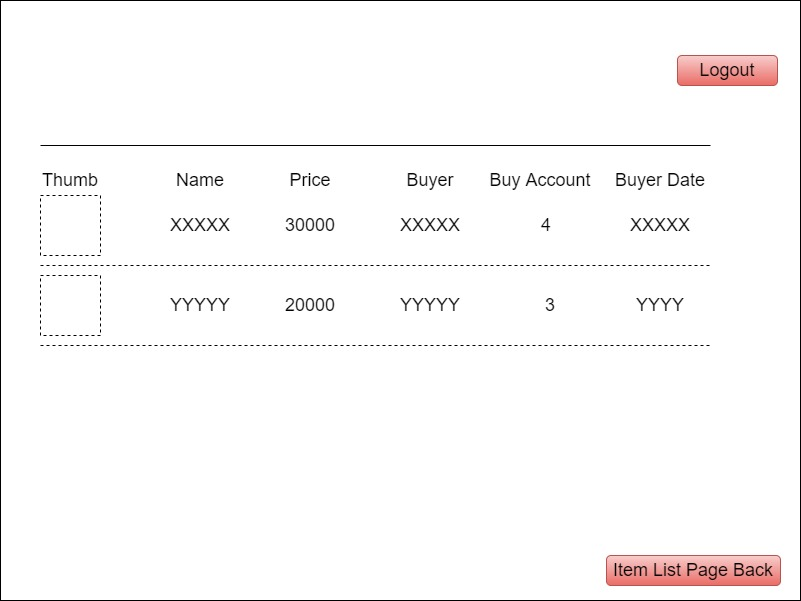 Logout
Thumb Name Price Buyer Buy Account Buyer Date
XXXXX 30000 XXXXX 4 XXXXX
YYYYY 20000 YYYYY 3 YYYY
Item List Page Back